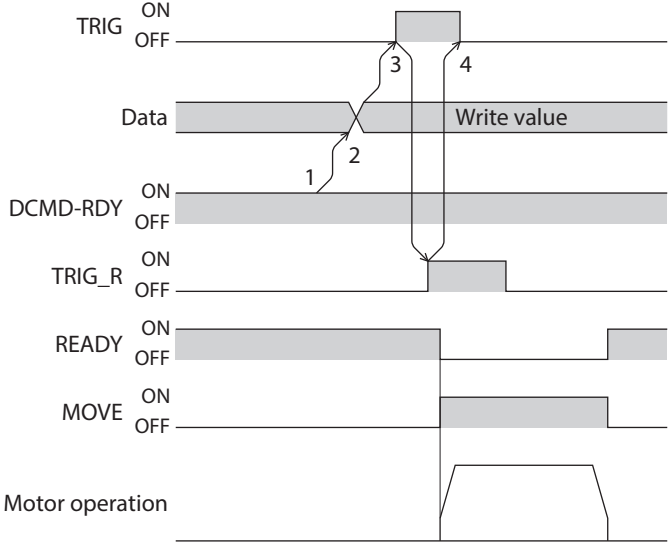 ON
TRIG
OFF
3
4
Data
Write value
2
1
ON
DCMD-RDY
OFF
ON
TRIG_R
OFF
ON
READY
OFF
ON
MOVE
OFF
Motor operation